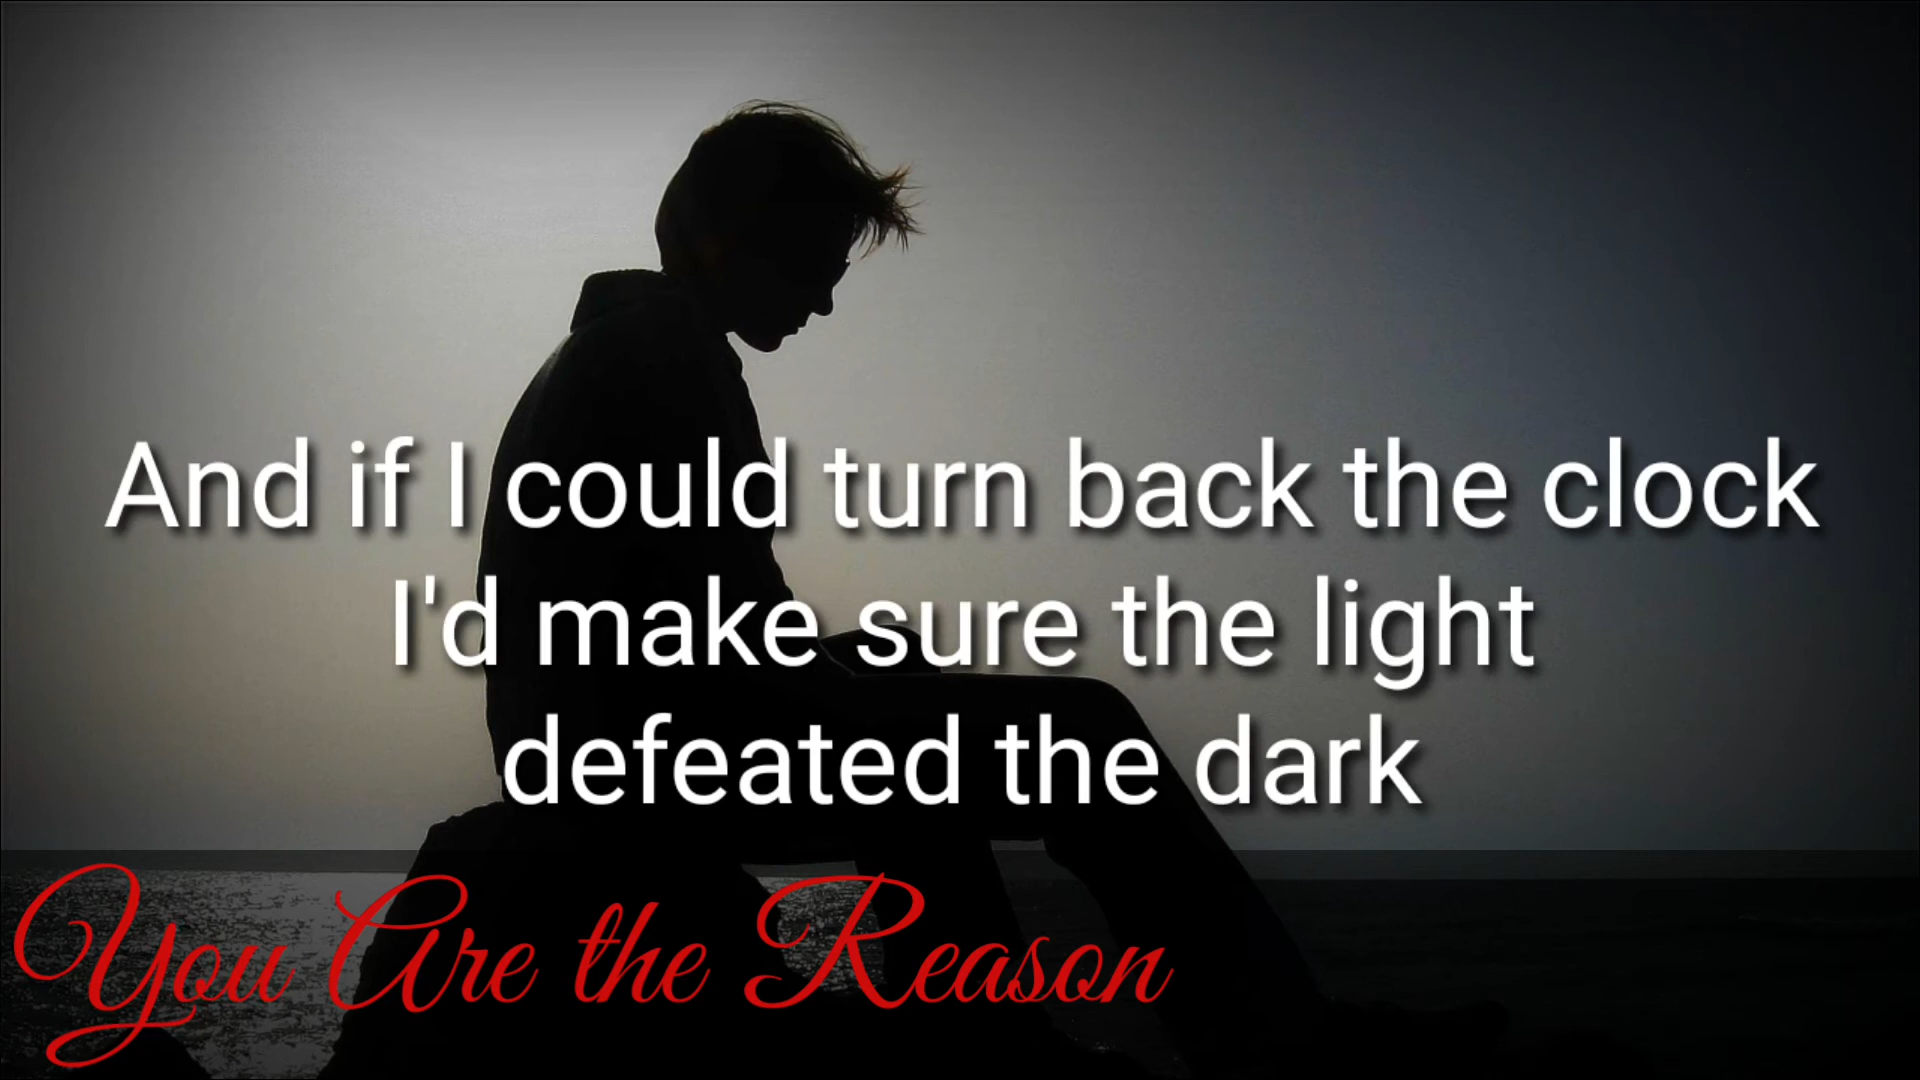 And if I could turn back the clock
I'd make sure the light
defeated the dark
You Are the Reason